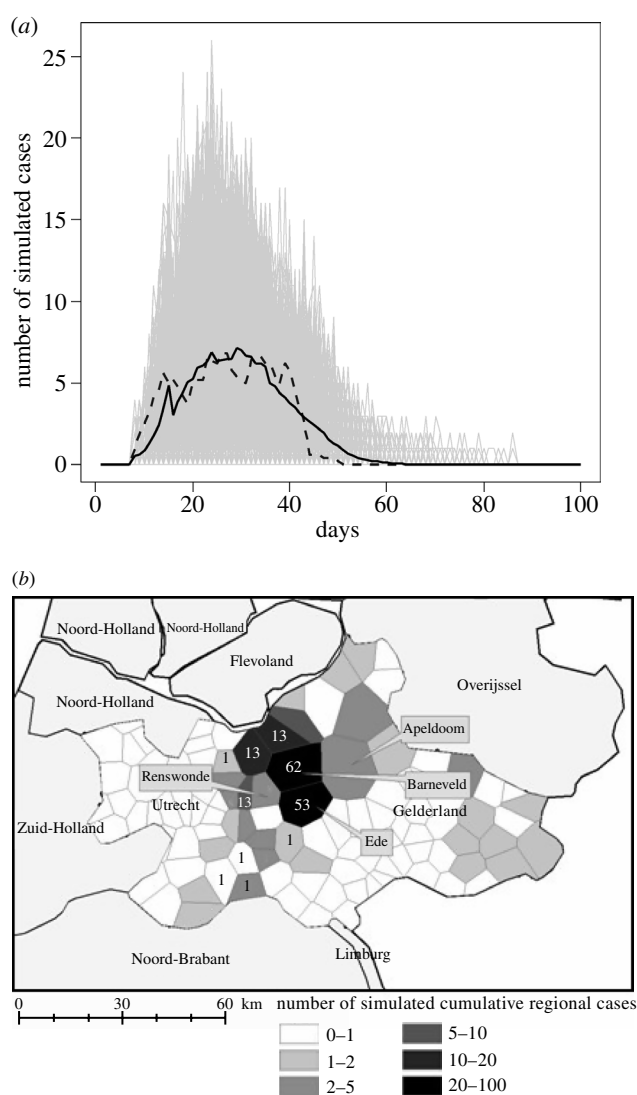 (a)
25
20
15
10
5
0
number of simulated cases
0 20 40 60 80 100
days
(b)
Noord-Holland
Noord-Holland
Flevoland
Noord-Holland
Overijssel
Apeldoom
13
1
13
62
Renswonde
Barneveld
13
53
Utrecht
Gelderland
Zuid-Holland
Ede
1
1
1
1
Noord-Brabant
Limburg
0 30 60 km
number of simulated cumulative regional cases
0–1
5–10
1–2
10–20
2–5
20–100